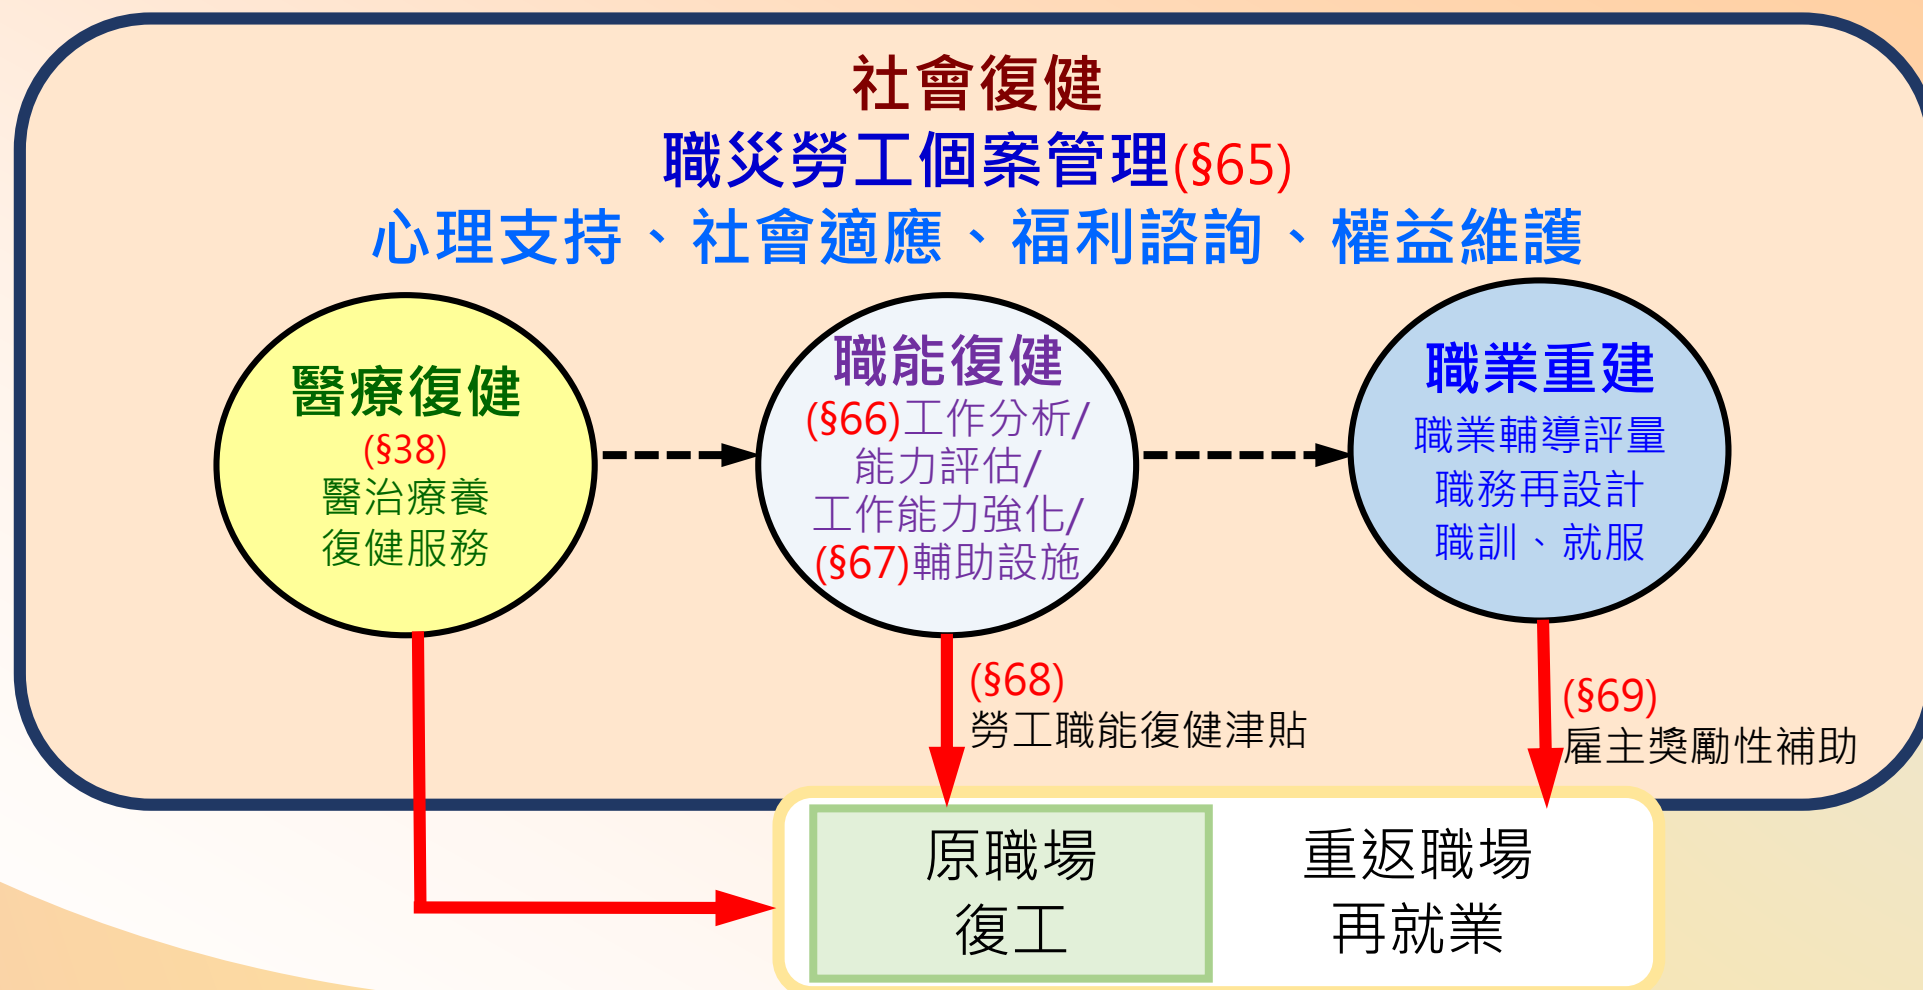 社會復健
職災勞工個案管理(§65)
心理支持、社會適應、福利諮詢、權益維護
醫療復健
(§38)
醫治療養
復健服務
職能復健
(§66)工作分析/
能力評估/
工作能力強化/
(§67)輔助設施
職業重建
職業輔導評量
職務再設計
職訓、就服
(§68)
勞工職能復健津貼
(§69)
雇主獎勵性補助
原職場
復工
重返職場
再就業